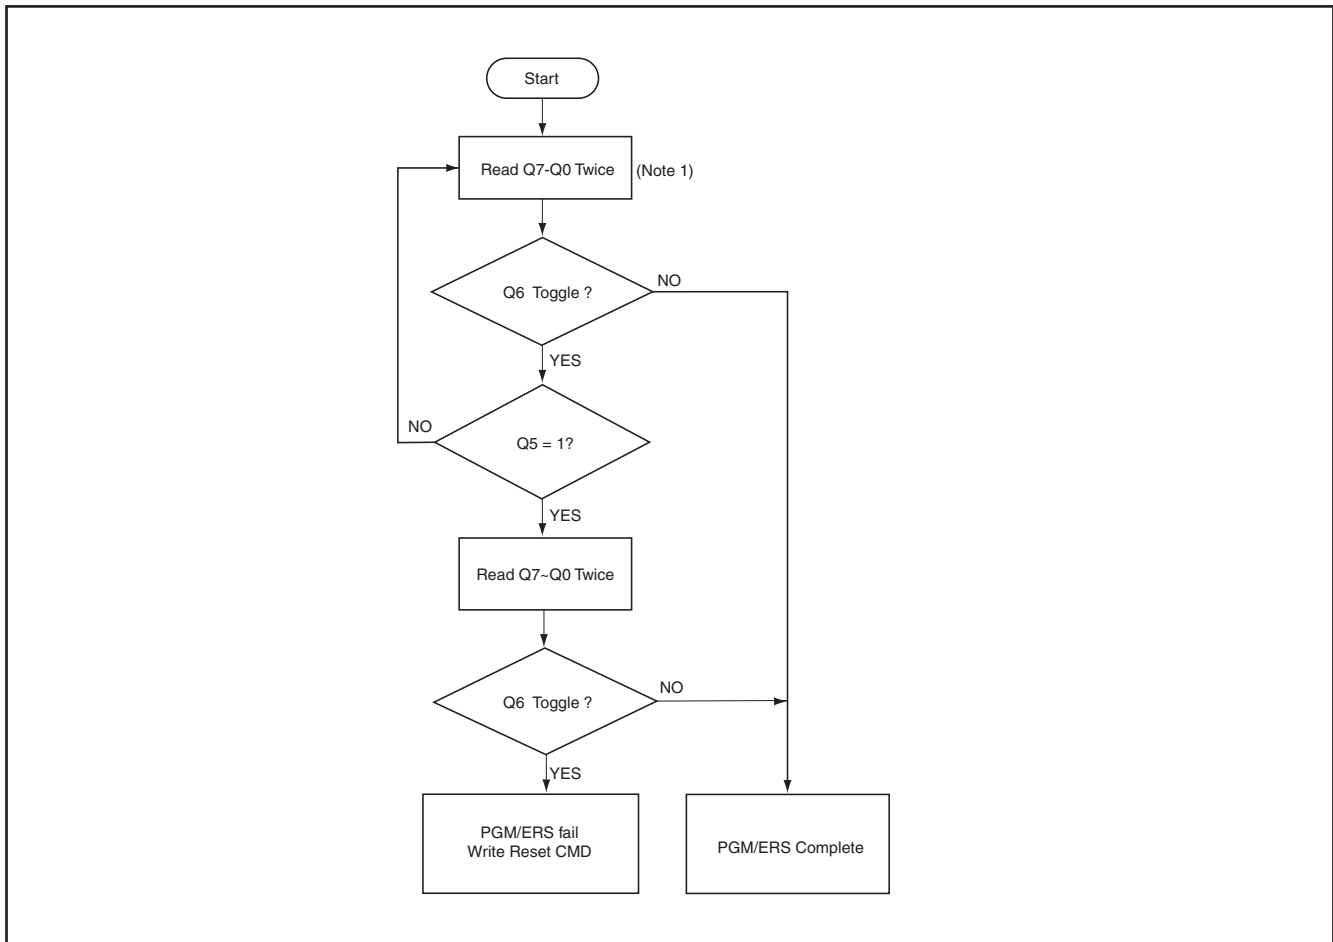 Start
Read Q7-Q0 Twice
(Note 1)
Q6 Toggle ?
NO
YES
Q5 = 1?
NO
YES
Read Q7~Q0 Twice
Q6 Toggle ?
NO
YES
PGM/ERS fail
Write Reset CMD
PGM/ERS Complete